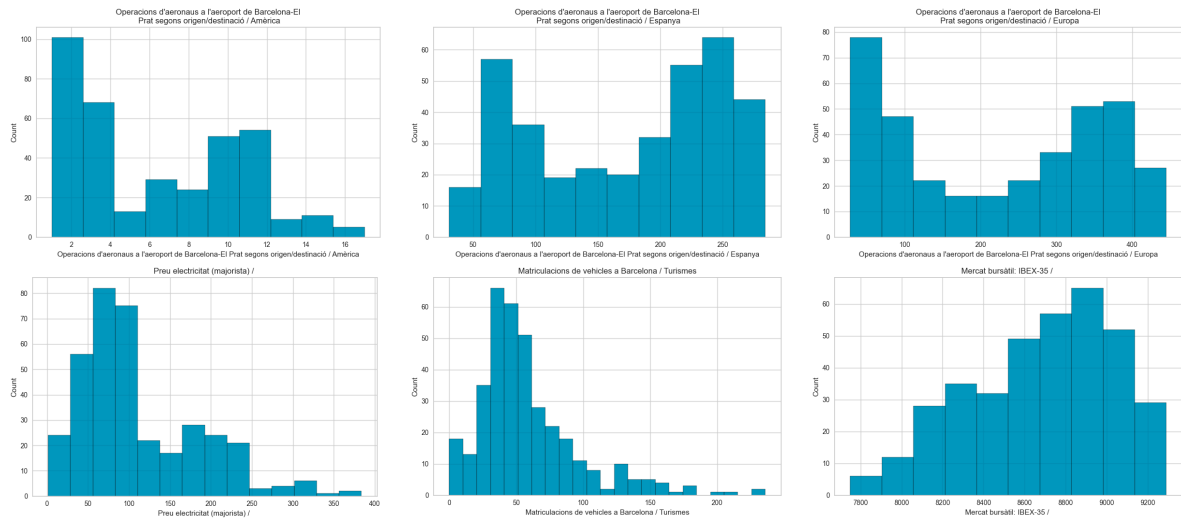 Operacions d'aeronaus a l'aeroport de Barcelona-El
Prat segons origen/destinació / Amèrica
100
80
60
40
20
0
Count
2 4 6 8 10 12 14 16
Operacions d'aeronaus a l'aeroport de Barcelona-El Prat segons origen/destinació / Amèrica
Operacions d'aeronaus a l'aeroport de Barcelona-El
Prat segons origen/destinació / Espanya
60
50
40
30
20
10
0
Count
50 100 150 200 250
Operacions d'aeronaus a l'aeroport de Barcelona-El Prat segons origen/destinació / Espanya
Operacions d'aeronaus a l'aeroport de Barcelona-El
Prat segons origen/destinació / Europa
80
70
60
50
40
30
20
10
0
Count
100 200 300 400
Operacions d'aeronaus a l'aeroport de Barcelona-El Prat segons origen/destinació / Europa
Preu electricitat (majorista) /
80
70
60
50
40
30
20
10
0
Count
0 50 100 150 200 250 300 350 400
Preu electricitat (majorista) /
Matriculacions de vehicles a Barcelona / Turismes
60
50
40
30
20
10
0
Count
0 50 100 150 200
Matriculacions de vehicles a Barcelona / Turismes
Mercat bursàtil: IBEX-35 /
60
50
40
30
20
10
0
Count
7800 8000 8200 8400 8600 8800 9000 9200
Mercat bursàtil: IBEX-35 /